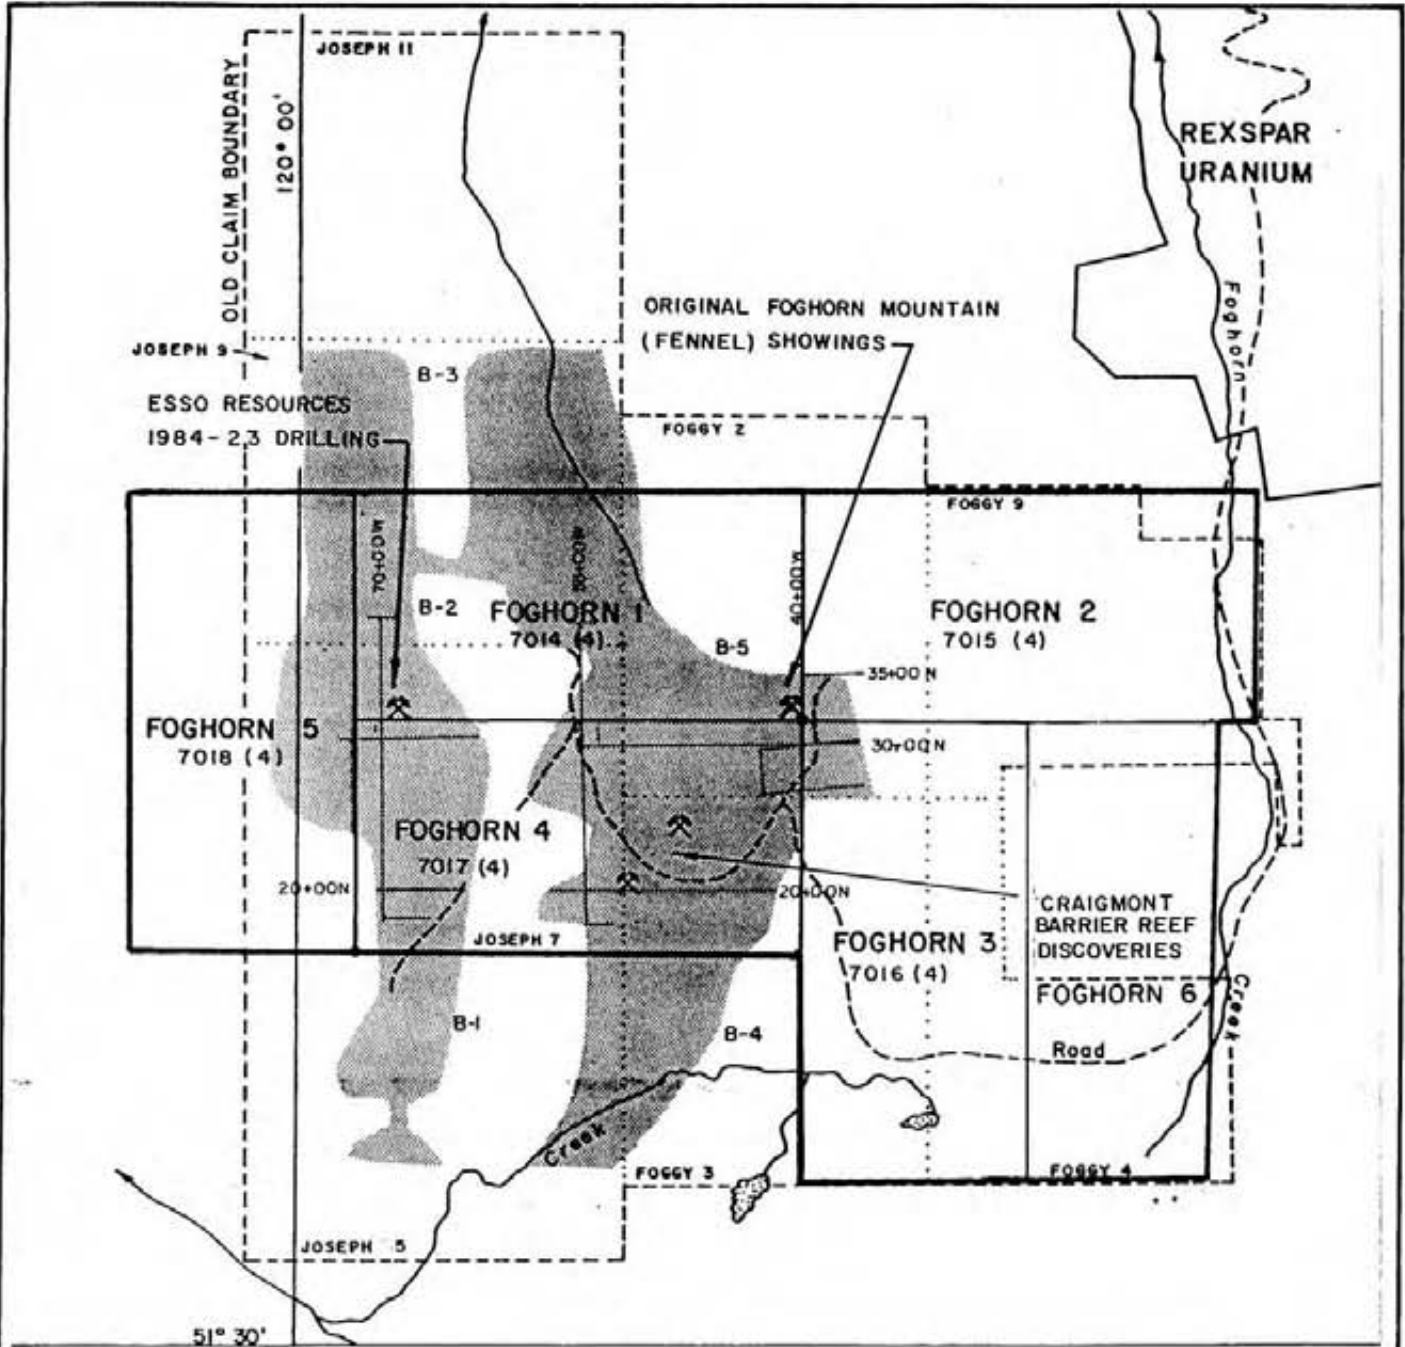 JOSEPH 11
OLD CLAIM BOUNDARY
120° 00'
REXSPAR
URANIUM
Foghorn
ORIGINAL FOGHORN MOUNTAIN
(FENNEL) SHOWINGS
JOSEPH 9
B-3
ESSO RESOURCES
1984-23 DRILLING
FOGGY 2
FOGGY 9
70+00W
40+00W
B-2
FOGHORN 1
7014 (4)
FOGHORN 2
7015 (4)
B-5
35+00N
FOGHORN 5
7018 (4)
30+00N
FOGHORN 4
7017 (4)
20+00N
20+00N
CRAIGMONT
BARRIER REEF
DISCOVERIES
JOSEPH 7
FOGHORN 3
7016 (4)
FOGHORN 6
Creek
B-1
B-4
Road
Creek
FOGGY 3
FOGGY 4
JOSEPH 5
51° 30'